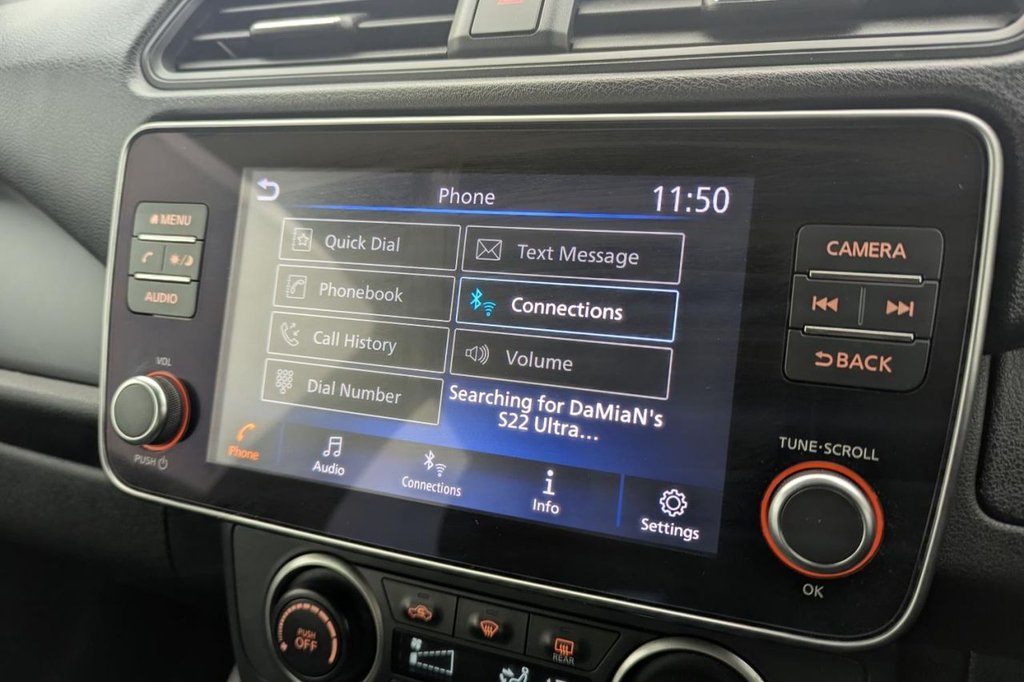 Phone
11:50
Quick Dial
Text Message
Phonebook
Connections
Call History
Volume
Dial Number
Searching for DaMiaN's
S22 Ultra...
Phone
Audio
Connections
Info
Settings
MENU
AUDIO
VOL
PUSH
CAMERA
BACK
TUNE·SCROLL
OK
PUSH
OFF
REAR